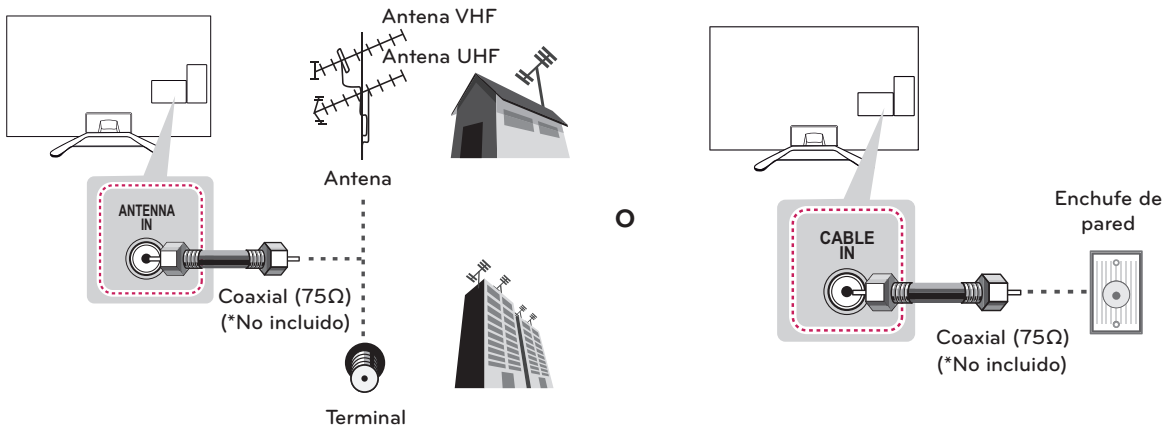 Antena VHF
Antena UHF
Antena
ANTENNA
IN
Coaxial (75Ω)
(*No incluido)
Terminal
O
CABLE
IN
Enchufe de
pared
Coaxial (75Ω)
(*No incluido)